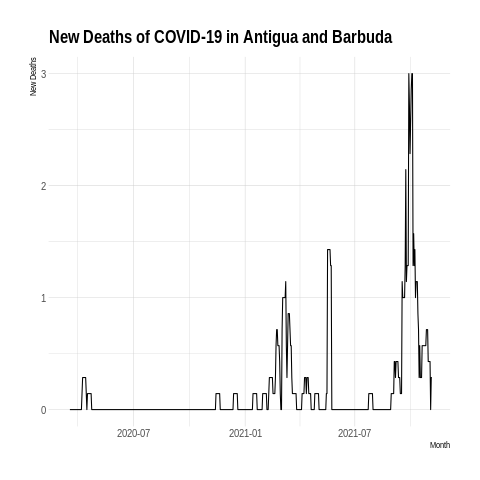 New Deaths of COVID-19 in Antigua and Barbuda
New Deaths
3
2
1
0
2020-07
2021-01
2021-07
Month